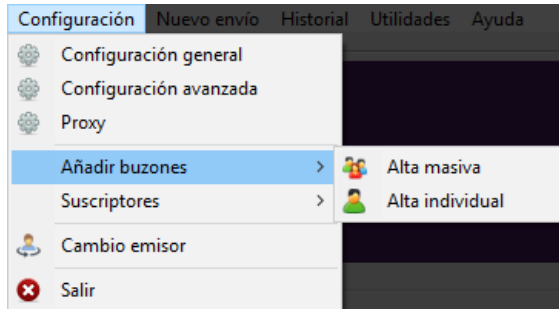 Configuración Nuevo envío Historial Utilidades Ayuda
Configuración general
Configuración avanzada
Proxy
Añadir buzones
Alta masiva
Suscriptores
Alta individual
Cambio emisor
Salir